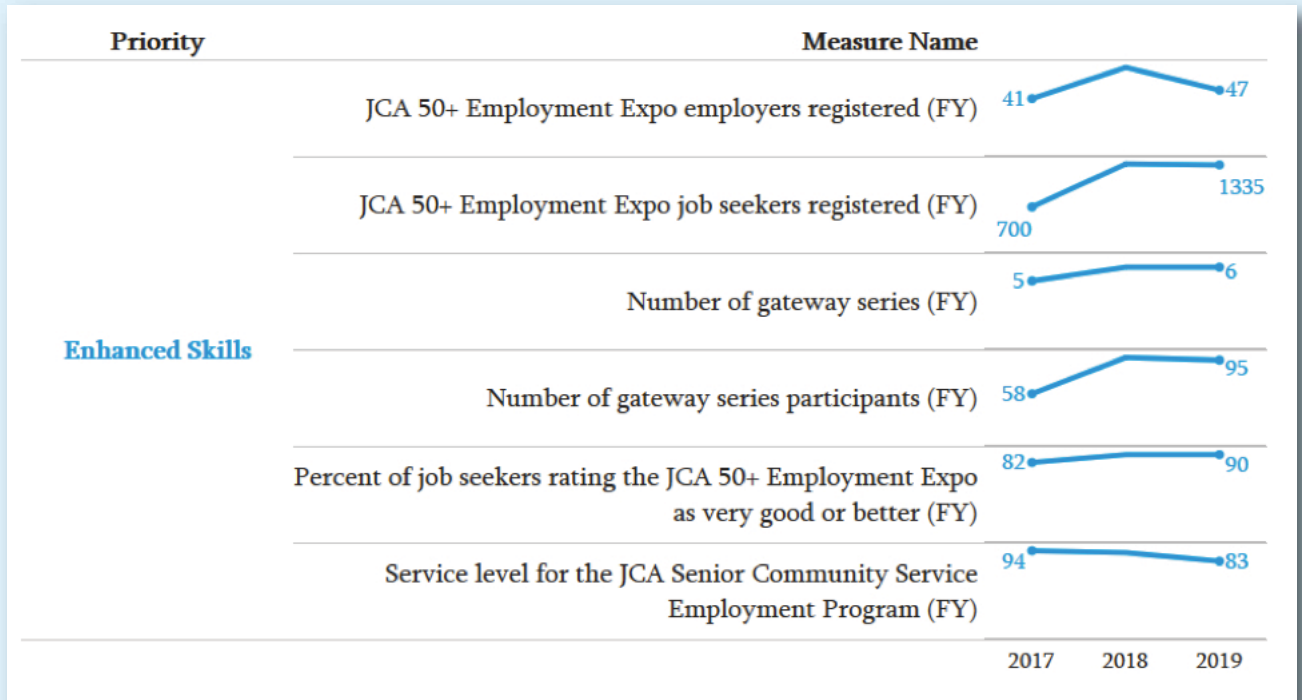 Priority Measure Name
JCA 50+ Employment Expo employers registered (FY) 41 47
JCA 50+ Employment Expo job seekers registered (FY) 700 1335
Number of gateway series (FY) 5 6
Enhanced Skills
Number of gateway series participants (FY) 58 95
Percent of job seekers rating the JCA 50+ Employment Expo 82 90
as very good or better (FY)
Service level for the JCA Senior Community Service 94 83
Employment Program (FY)
2017 2018 2019